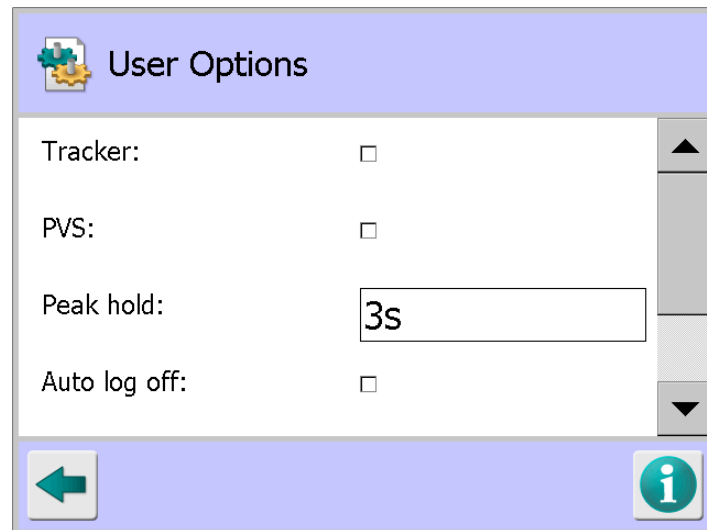 User Options
Tracker:
PVS:
Peak hold:
3s
Auto log off: